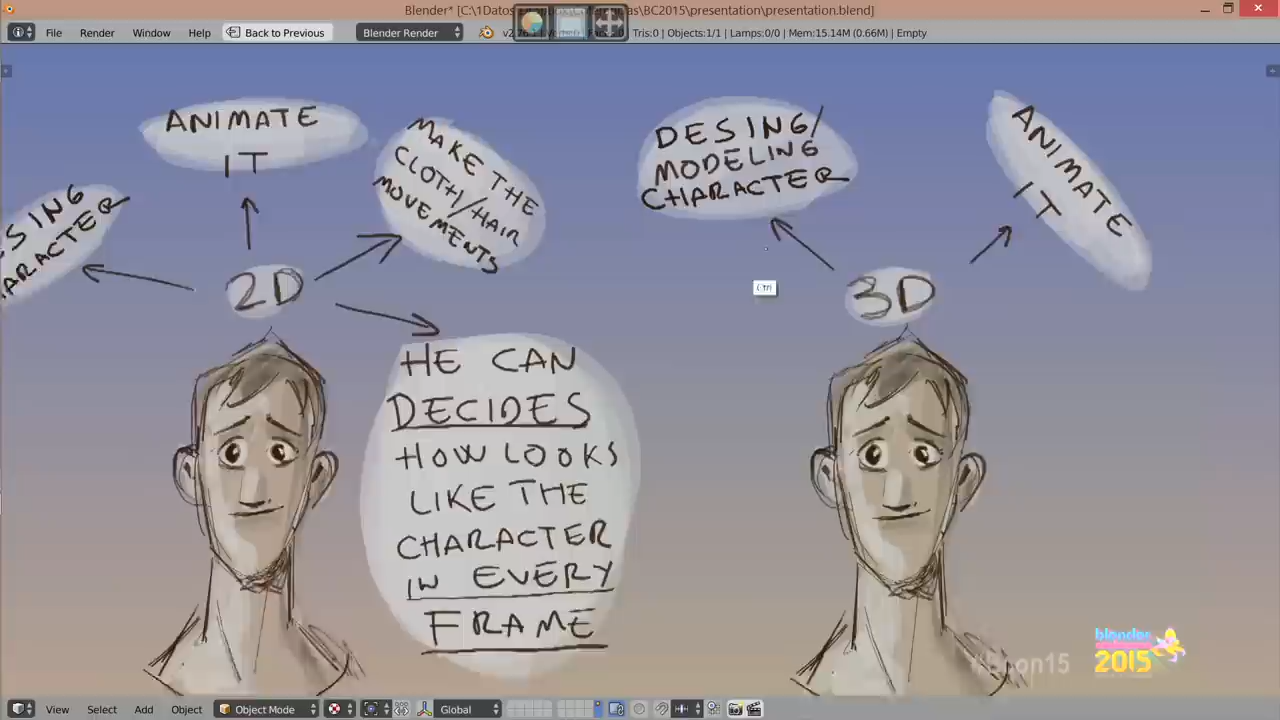 Blender* [C:\1Datos BC2015\presentation\presentation.blend]
File Render Window Help Back to Previous Blender Render Tris:0 | Objects:1/1 | Lamps:0/0 | Mem:15.14M (0.66M) | Empty
ANIMATE
IT
MAKE THE
CLOTH/HAIR
MOVEMENTS
DESING/
MODELING
CHARACTER
ANIMATE
IT
2D
Ctrl
3D
HE CAN
DECIDES
HOW LOOKS
LIKE THE
CHARACTER
IN EVERY
FRAME
blender
2015
View Select Add Object Object Mode Global